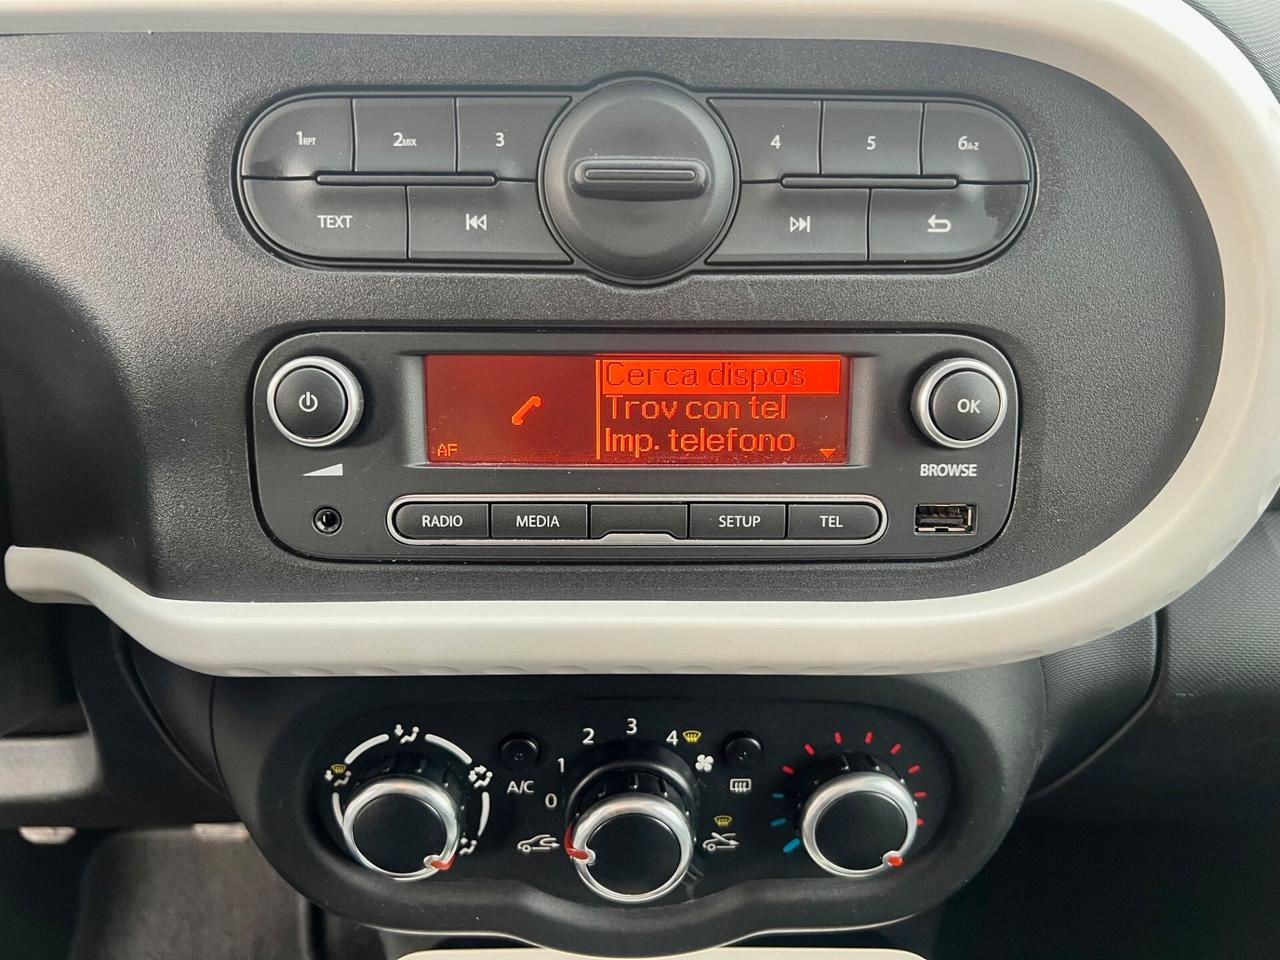 1RPT 2MIX 3 4 5 6A-Z
TEXT
Cerca dispos
Trov con tel
Imp. telefono
AF
OK
BROWSE
RADIO MEDIA SETUP TEL
0 1 2 3 4
A/C